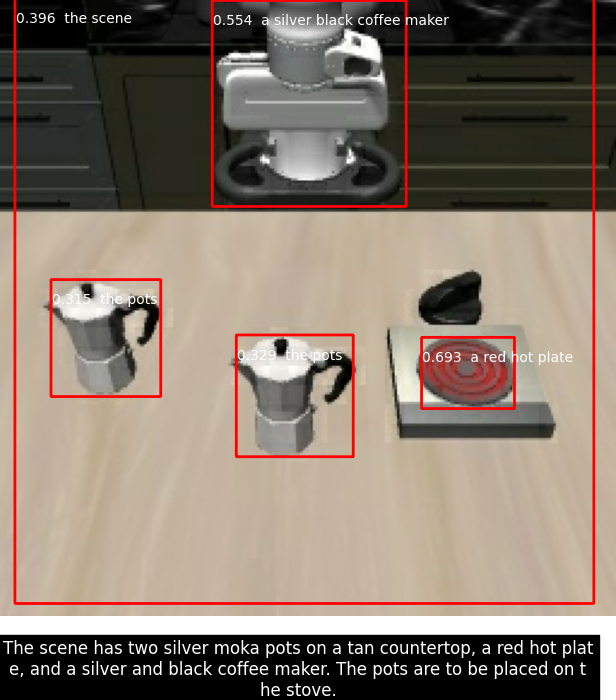 0.396 the scene
0.554 a silver black coffee maker
0.315 the pots
0.329 the pots
0.693 a red hot plate
The scene has two silver moka pots on a tan countertop, a red hot plat
e, and a silver and black coffee maker. The pots are to be placed on t
he stove.